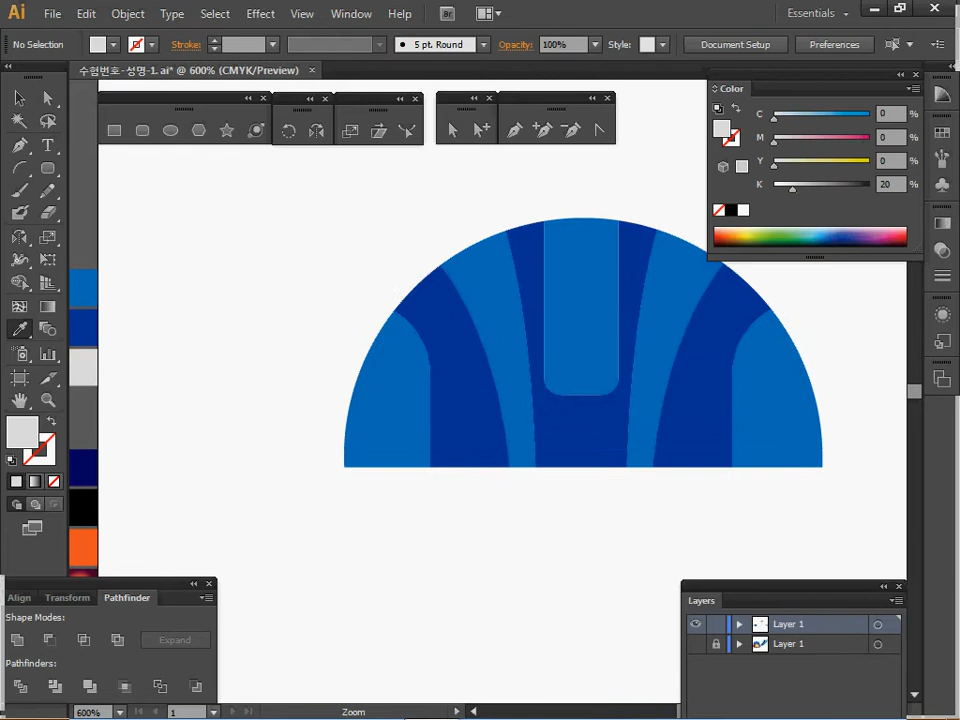 Ai File Edit Object Type Select Effect View Window Help Br Essentials
No Selection Stroke: 5 pt. Round Opacity: 100% Style: Document Setup Preferences
수험번호-성명-1.ai* @ 600% (CMYK/Preview)
Color
C 0 %
M 0 %
Y 0 %
K 20 %
T
Align Transform Pathfinder
Shape Modes:
Expand
Pathfinders:
Layers
Layer 1
Layer 1
600% 1 Zoom